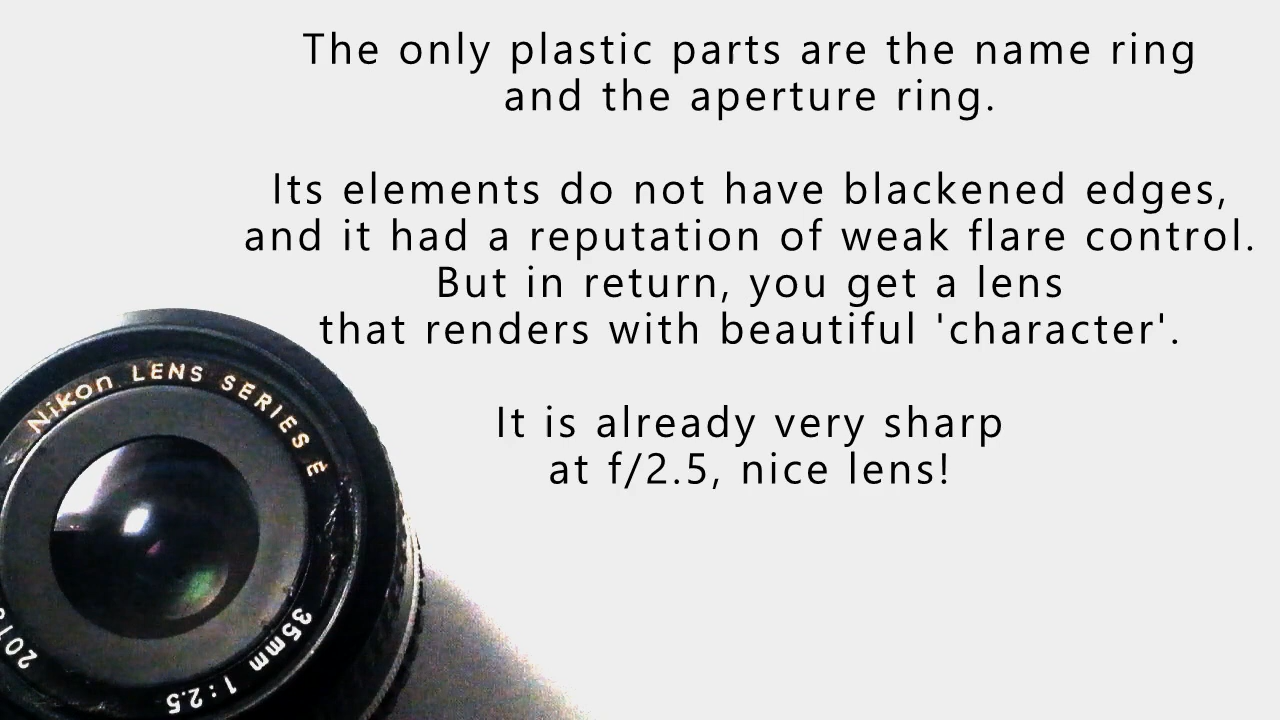 The only plastic parts are the name ring
and the aperture ring.
Its elements do not have blackened edges,
and it had a reputation of weak flare control.
But in return, you get a lens
that renders with beautiful 'character'.
It is already very sharp
at f/2.5, nice lens!
Nikon LENS SERIES E
35mm 1:2.5